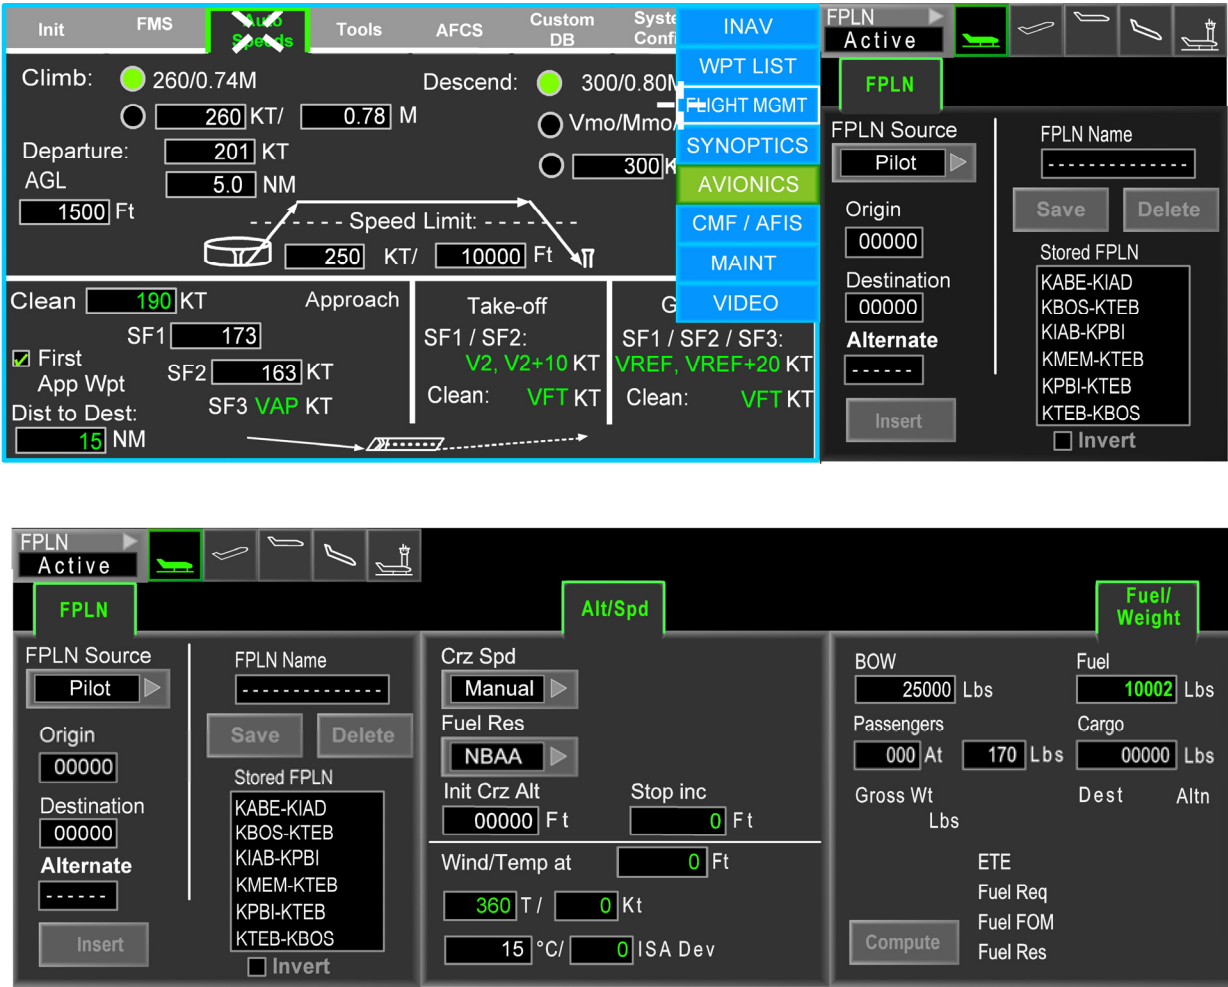 Init FMS Auto Speeds Tools AFCS Custom DB Syste Confi
Climb: 260/0.74M
260 KT/ 0.78 M
Departure: 201 KT
AGL 5.0 NM
1500 Ft
Descend: 300/0.80M
Vmo/Mmo/
300 K
Speed Limit:
250 KT/ 10000 Ft
INAV
WPT LIST
FLIGHT MGMT
SYNOPTICS
AVIONICS
CMF / AFIS
MAINT
VIDEO
Clean 190 KT Approach
SF1 173
First
App Wpt
SF2 163 KT
SF3 VAP KT
Dist to Dest:
15 NM
Take-off
SF1 / SF2:
V2, V2+10 KT
Clean: VFT KT
G
SF1 / SF2 / SF3:
VREF, VREF+20 KT
Clean: VFT KT
FPLN
Active
FPLN
FPLN Source
Pilot
Origin
00000
Destination
00000
Alternate
- - - - - -
Insert
FPLN Name
- - - - - - - - - - - - - -
Save Delete
Stored FPLN
KABE-KIAD
KBOS-KTEB
KIAB-KPBI
KMEM-KTEB
KPBI-KTEB
KTEB-KBOS
Invert
FPLN
Active
FPLN
FPLN Source
Pilot
Origin
00000
Destination
00000
Alternate
- - - - - -
Insert
FPLN Name
- - - - - - - - - - - - - -
Save Delete
Stored FPLN
KABE-KIAD
KBOS-KTEB
KIAB-KPBI
KMEM-KTEB
KPBI-KTEB
KTEB-KBOS
Invert
Alt/Spd
Crz Spd
Manual
Fuel Res
NBAA
Init Crz Alt Stop inc
00000 Ft 0 Ft
Wind/Temp at 0 Ft
360 T / 0 Kt
15 °C/ 0 ISA Dev
Fuel/
Weight
BOW Fuel
25000 Lbs 10002 Lbs
Passengers Cargo
000 At 170 Lbs 00000 Lbs
Gross Wt Dest Altn
Lbs
ETE
Fuel Req
Fuel FOM
Fuel Res
Compute